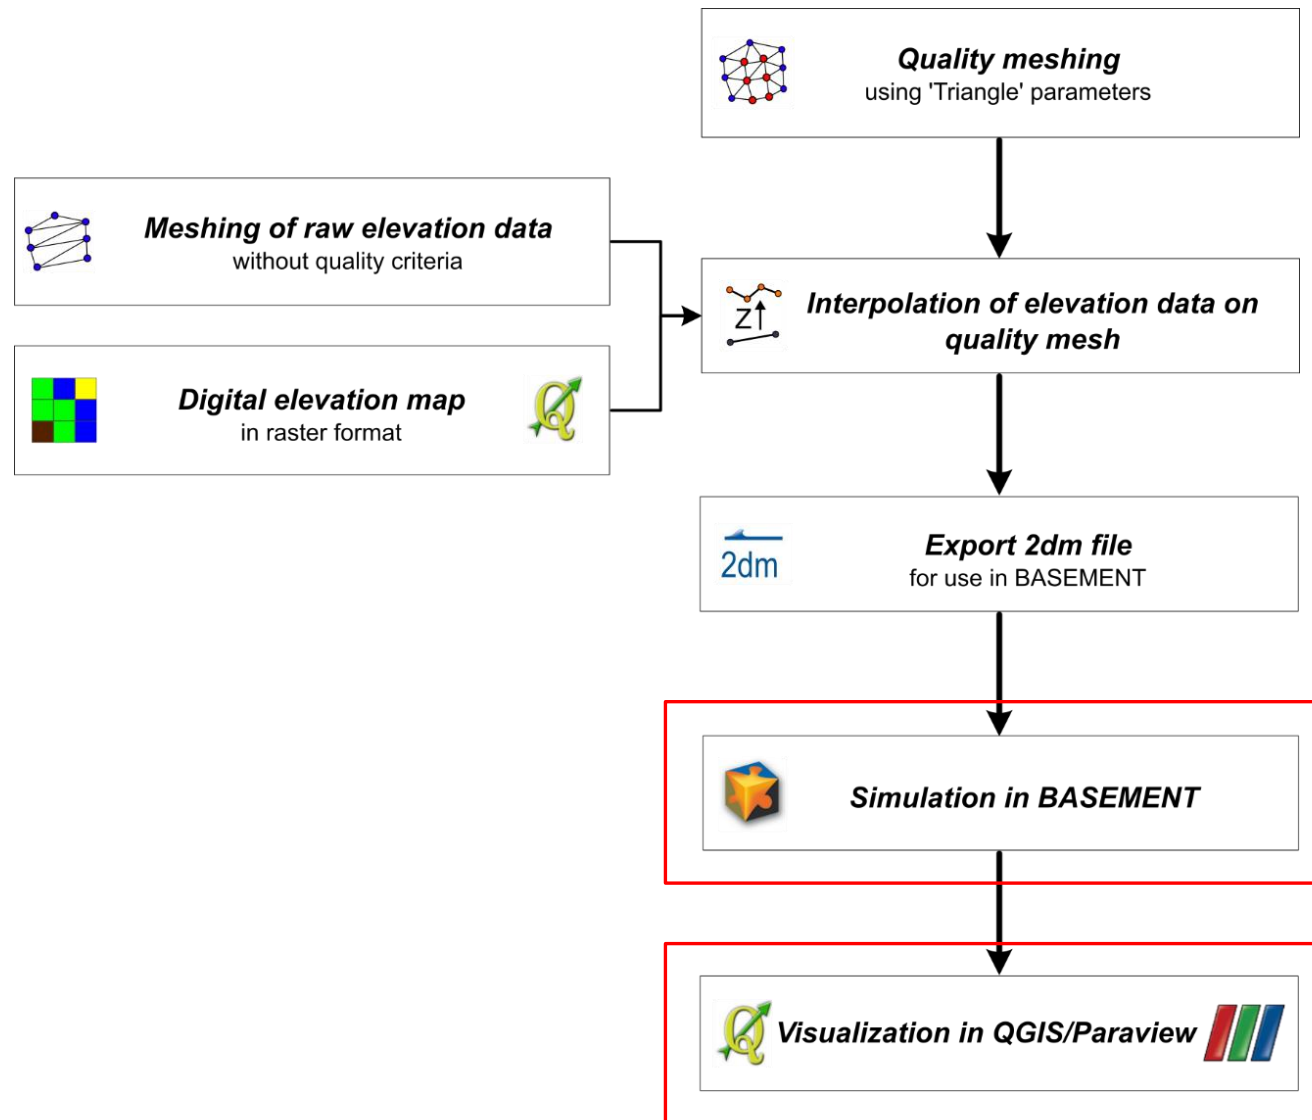 Quality meshing
using 'Triangle' parameters
Meshing of raw elevation data
without quality criteria
Digital elevation map
in raster format
Z
Interpolation of elevation data on
quality mesh
2dm
Export 2dm file
for use in BASEMENT
Simulation in BASEMENT
Visualization in QGIS/Paraview